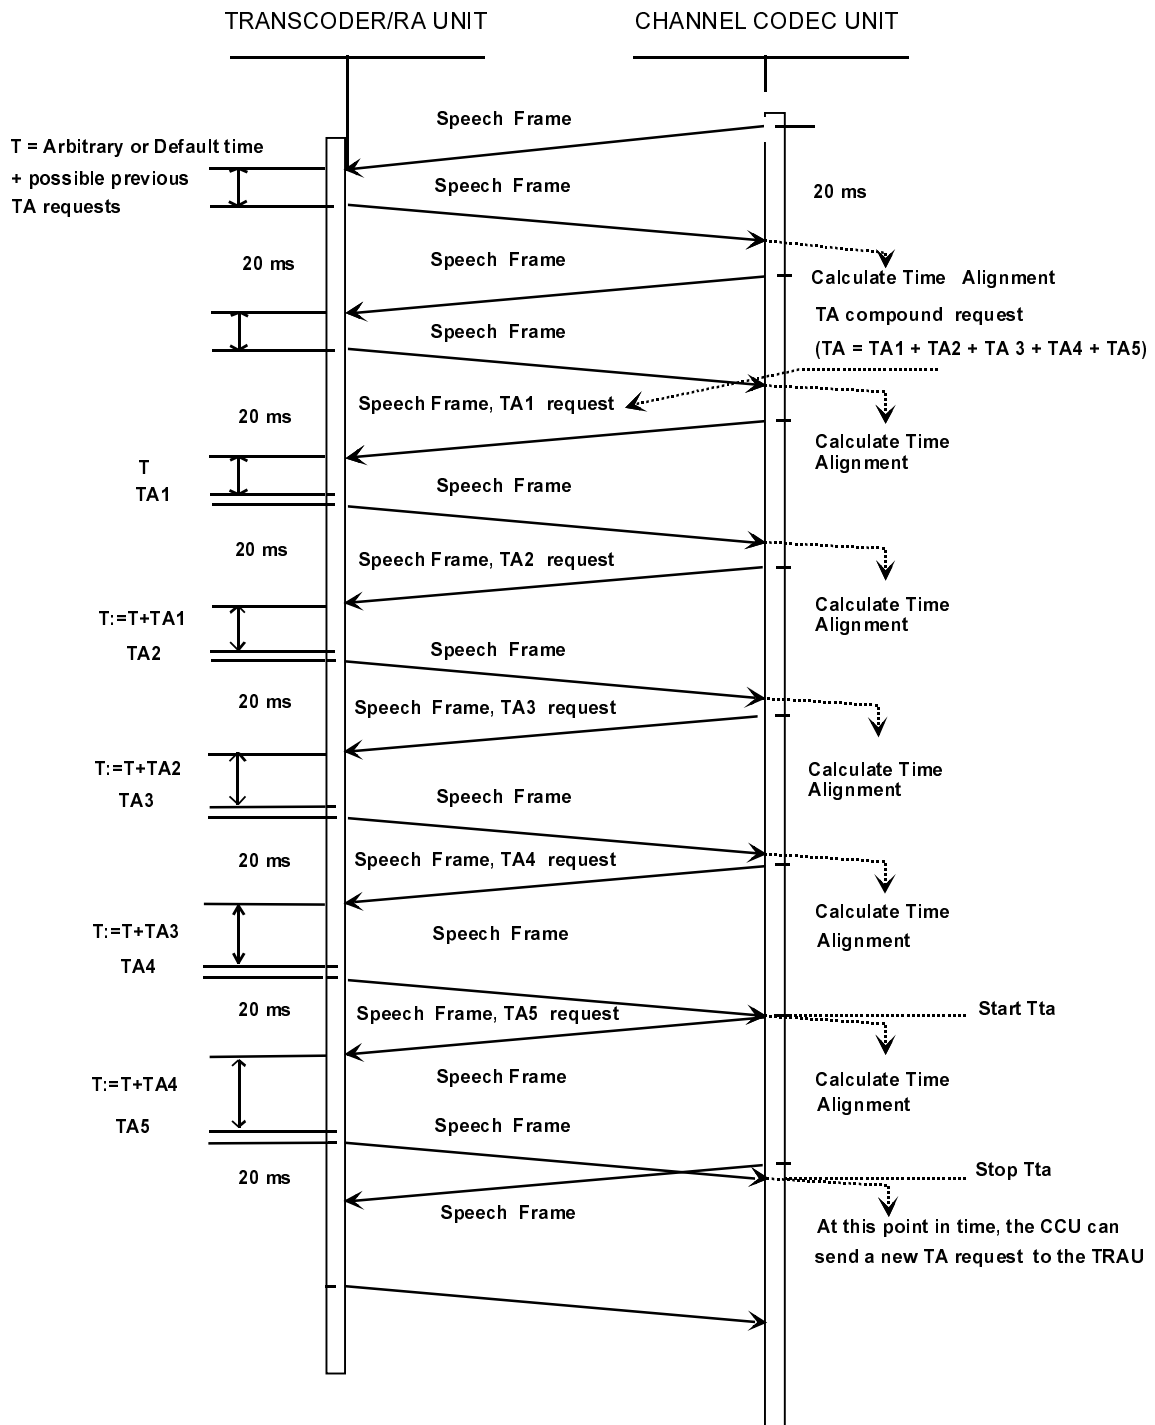 TRANSCODER/RA UNIT
CHANNEL CODEC UNIT
Speech Frame
T = Arbitrary or Default time
+ possible previous
TA requests
Speech Frame
20 ms
20 ms
Speech Frame
Calculate Time Alignment
TA compound request
(TA = TA1 + TA2 + TA 3 + TA4 + TA5)
Speech Frame
Speech Frame, TA1 request
20 ms
Calculate Time
Alignment
T
TA1
Speech Frame
20 ms
Speech Frame, TA2 request
Calculate Time
Alignment
T:=T+TA1
TA2
Speech Frame
20 ms
Speech Frame, TA3 request
T:=T+TA2
TA3
Calculate Time
Alignment
Speech Frame
20 ms
Speech Frame, TA4 request
Calculate Time
Alignment
T:=T+TA3
TA4
Speech Frame
20 ms
Speech Frame, TA5 request
Start Tta
T:=T+TA4
TA5
Speech Frame
Calculate Time
Alignment
Speech Frame
20 ms
Stop Tta
Speech Frame
At this point in time, the CCU can
send a new TA request to the TRAU